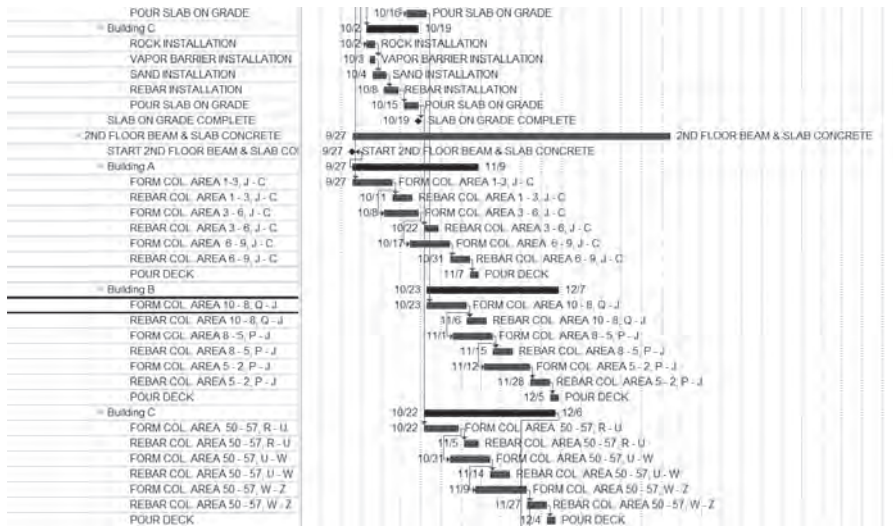 POUR SLAB ON GRADE 10/16 POUR SLAB ON GRADE
Building C 10/2 10/19
ROCK INSTALLATION 10/2 ROCK INSTALLATION
VAPOR BARRIER INSTALLATION 10/3 VAPOR BARRIER INSTALLATION
SAND INSTALLATION 10/4 SAND INSTALLATION
REBAR INSTALLATION 10/8 REBAR INSTALLATION
POUR SLAB ON GRADE 10/15 POUR SLAB ON GRADE
SLAB ON GRADE COMPLETE 10/19 SLAB ON GRADE COMPLETE
2ND FLOOR BEAM & SLAB CONCRETE 9/27 2ND FLOOR BEAM & SLAB CONCRETE
START 2ND FLOOR BEAM & SLAB CO 9/27 START 2ND FLOOR BEAM & SLAB CONCRETE
Building A 9/27 11/9
FORM COL. AREA 1-3, J - C 9/27 FORM COL. AREA 1-3, J - C
REBAR COL. AREA 1 - 3, J - C 10/11 REBAR COL. AREA 1 - 3, J - C
FORM COL. AREA 3 - 6, J - C 10/8 FORM COL. AREA 3 - 6, J - C
REBAR COL. AREA 3 - 6, J - C 10/22 REBAR COL. AREA 3 - 6, J - C
FORM COL. AREA 6 - 9, J - C 10/17 FORM COL. AREA 6 - 9, J - C
REBAR COL. AREA 6 - 9, J - C 10/31 REBAR COL. AREA 6 - 9, J - C
POUR DECK 11/7 POUR DECK
Building B 10/23 12/7
FORM COL. AREA 10 - 8, Q - J 10/23 FORM COL. AREA 10 - 8, Q - J
REBAR COL. AREA 10 - 8, Q - J 11/6 REBAR COL. AREA 10 - 8, Q - J
FORM COL. AREA 8 - 5, P - J 11/1 FORM COL. AREA 8 - 5, P - J
REBAR COL. AREA 8 - 5, P - J 11/15 REBAR COL. AREA 8 - 5, P - J
FORM COL. AREA 5 - 2, P - J 11/12 FORM COL. AREA 5 - 2, P - J
REBAR COL. AREA 5 - 2, P - J 11/28 REBAR COL. AREA 5 - 2, P - J
POUR DECK 12/5 POUR DECK
Building C 10/22 12/6
FORM COL. AREA 50 - 57, R - U 10/22 FORM COL. AREA 50 - 57, R - U
REBAR COL. AREA 50 - 57, R - U 11/5 REBAR COL. AREA 50 - 57, R - U
FORM COL. AREA 50 - 57, U - W 10/31 FORM COL. AREA 50 - 57, U - W
REBAR COL. AREA 50 - 57, U - W 11/14 REBAR COL. AREA 50 - 57, U - W
FORM COL. AREA 50 - 57, W - Z 11/9 FORM COL. AREA 50 - 57, W - Z
REBAR COL. AREA 50 - 57, W - Z 11/27 REBAR COL. AREA 50 - 57, W - Z
POUR DECK 12/4 POUR DECK